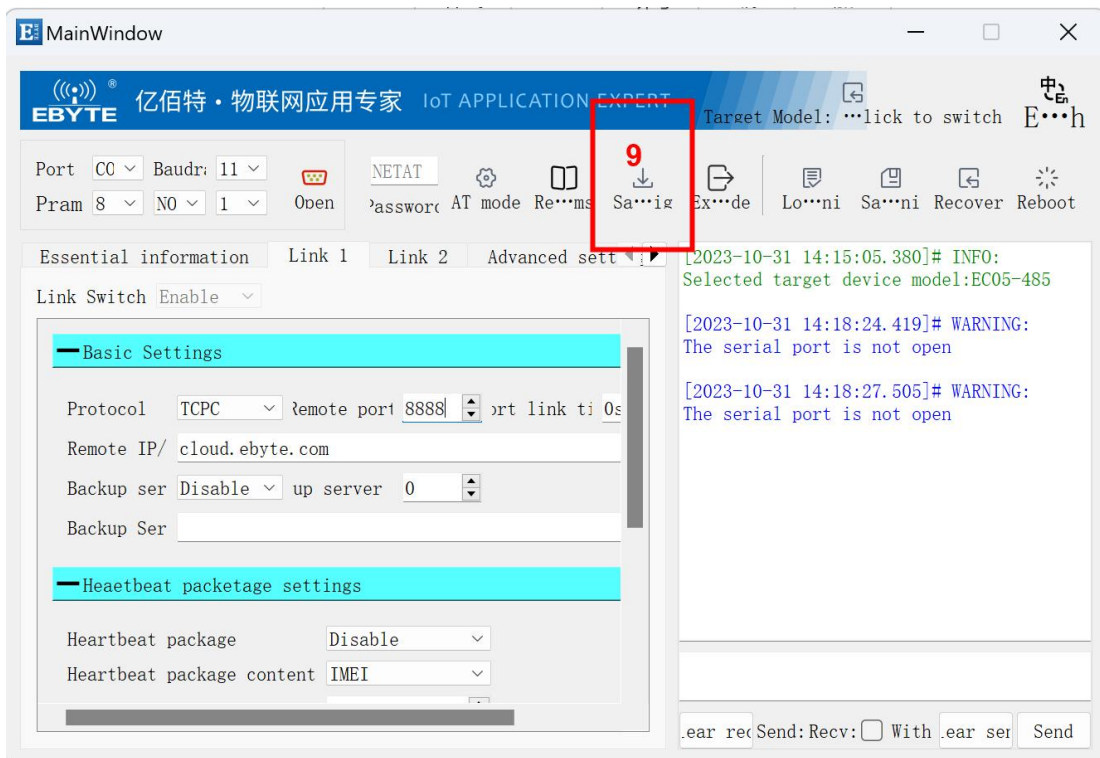 MainWindow
((·)) ®
EBYTE 亿佰特·物联网应用专家 IoT APPLICATION EXPERT
中 En
Target Model: …lick to switch E…h
9
Port CO Baudra 11 NETAT
Pram 8 NO 1 Open Password AT mode Re…ms Sa…ig Ex…de Lo…ni Sa…ni Recover Reboot
Essential information Link 1 Link 2 Advanced sett
Link Switch Enable
Basic Settings
Protocol TCPC Remote port 8888 ort link ti 0s
Remote IP/ cloud.ebyte.com
Backup ser Disable up server 0
Backup Ser
Heaetbeat packetage settings
Heartbeat package Disable
Heartbeat package content IMEI
[2023-10-31 14:15:05.380]# INFO:
Selected target device model:EC05-485
[2023-10-31 14:18:24.419]# WARNING:
The serial port is not open
[2023-10-31 14:18:27.505]# WARNING:
The serial port is not open
.ear rec Send: Recv: With .ear ser Send